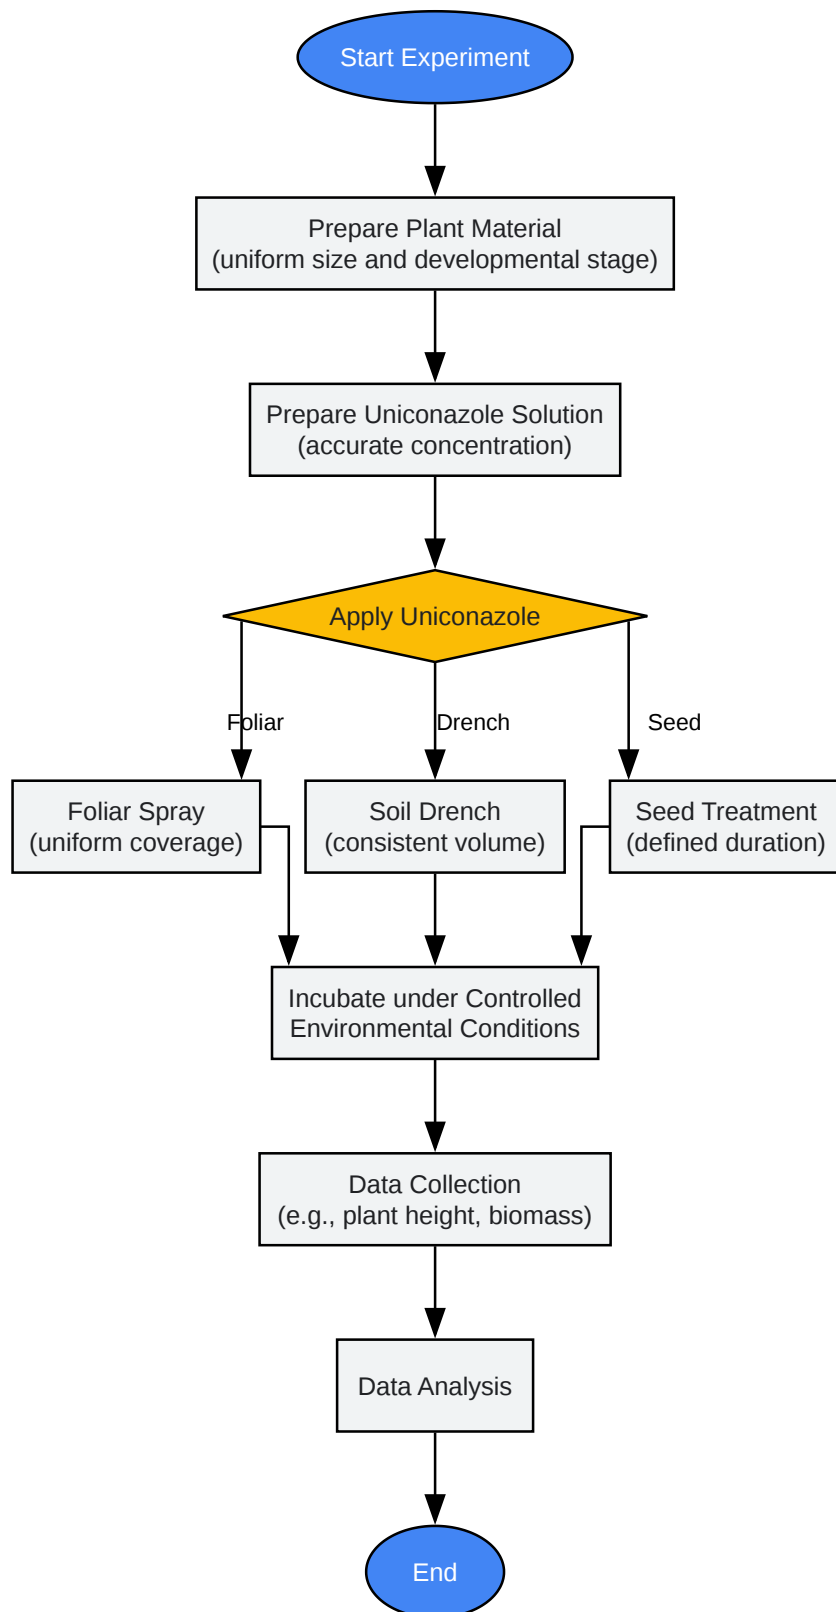 Start Experiment
Prepare Plant Material
(uniform size and developmental stage)
Prepare Uniconazole Solution
(accurate concentration)
Apply Uniconazole
Foliar
Drench
Seed
Foliar Spray
(uniform coverage)
Soil Drench
(consistent volume)
Seed Treatment
(defined duration)
Incubate under Controlled
Environmental Conditions
Data Collection
(e.g., plant height, biomass)
Data Analysis
End